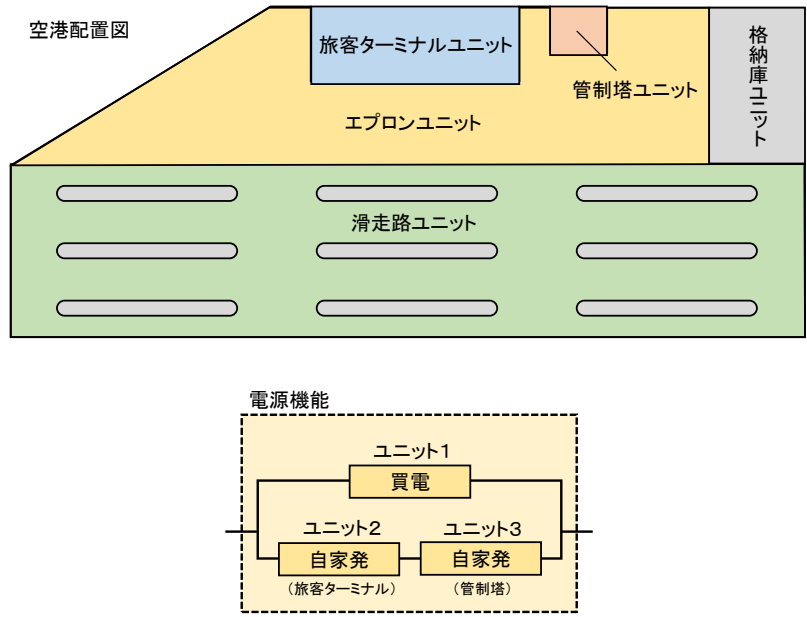 空港配置図
旅客ターミナルユニット
管制塔ユニット
格納庫ユニット
エプロンユニット
滑走路ユニット
電源機能
ユニット1
買電
ユニット2
ユニット3
自家発
自家発
（旅客ターミナル）
（管制塔）